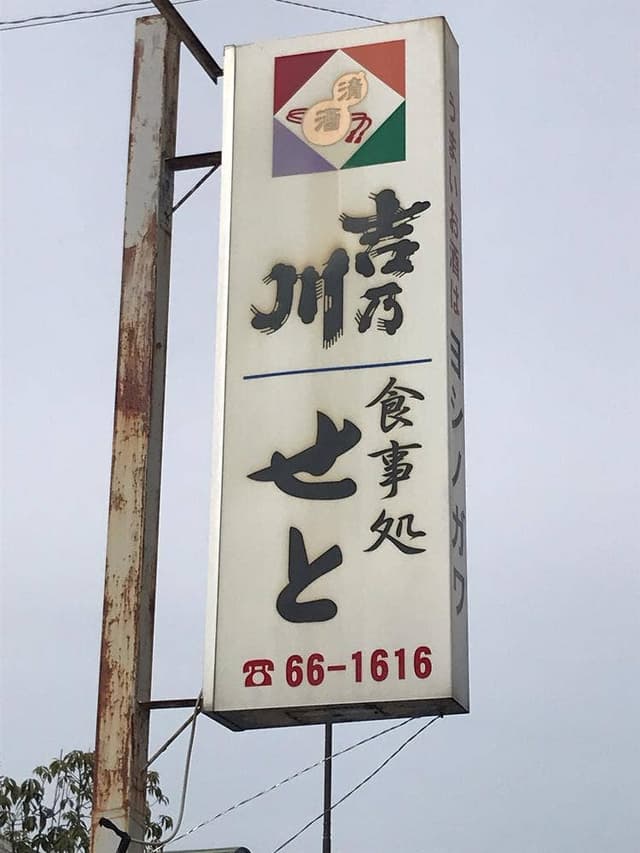 清酒
吉乃川
食事処
せと
☎ 66-1616
うまいお酒は ヨシノガワ